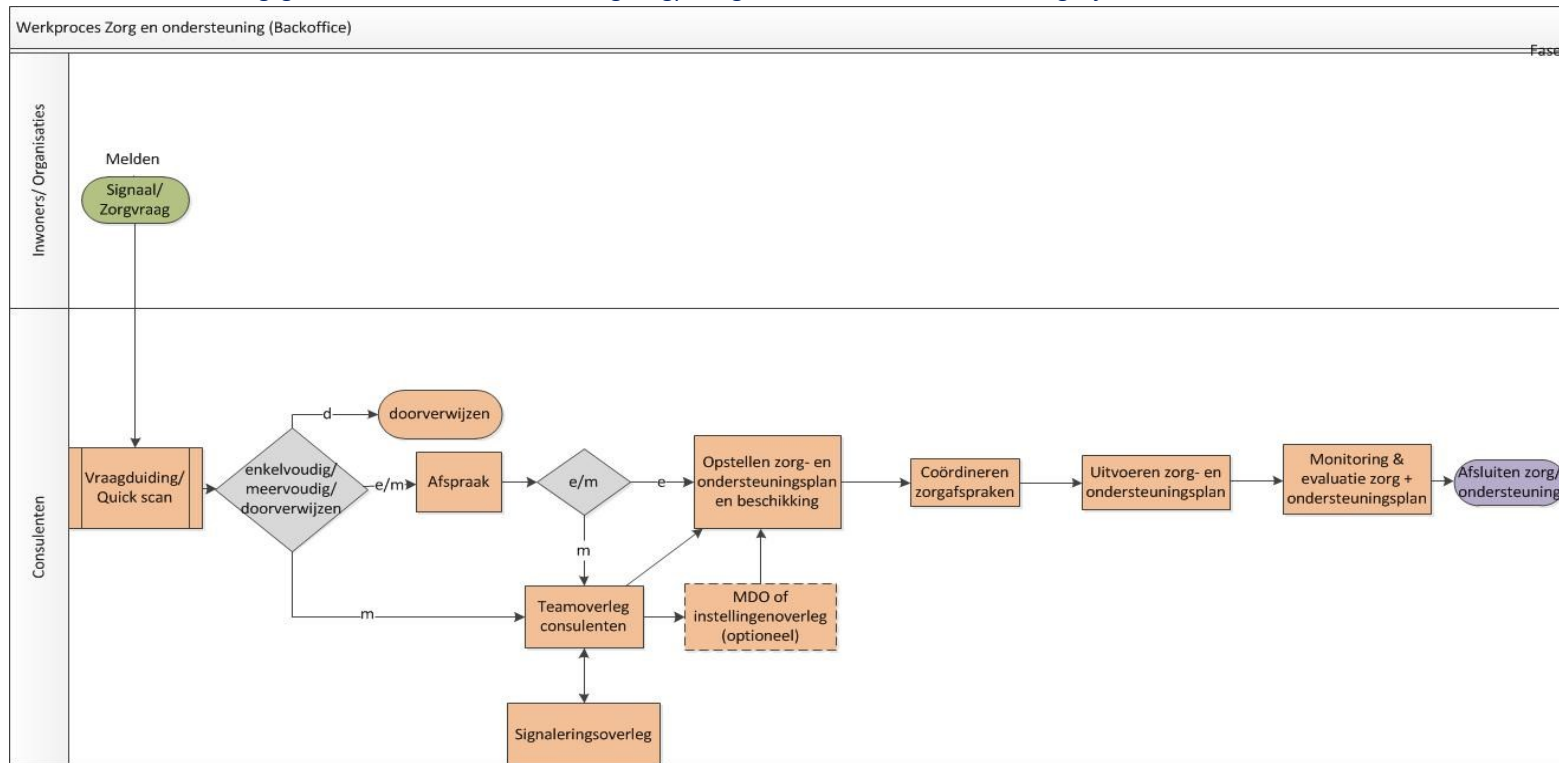 Werkproces Zorg en ondersteuning (Backoffice)
Fase
Inwoners/ Organisaties
Melden
Signaal/
Zorgvraag
Consulenten
Vraagduiding/
Quick scan
enkelvoudig/
meervoudig/
doorverwijzen
d
doorverwijzen
e/m
Afspraak
e/m
e
Opstellen zorg- en
ondersteuningsplan
en beschikking
Coördineren
zorgafspraken
Uitvoeren zorg- en
ondersteuningsplan
Monitoring &
evaluatie zorg +
ondersteuningsplan
Afsluiten zorg/
ondersteuning
m
m
Teamoverleg
consulenten
MDO of
instellingenoverleg
(optioneel)
Signaleringsoverleg